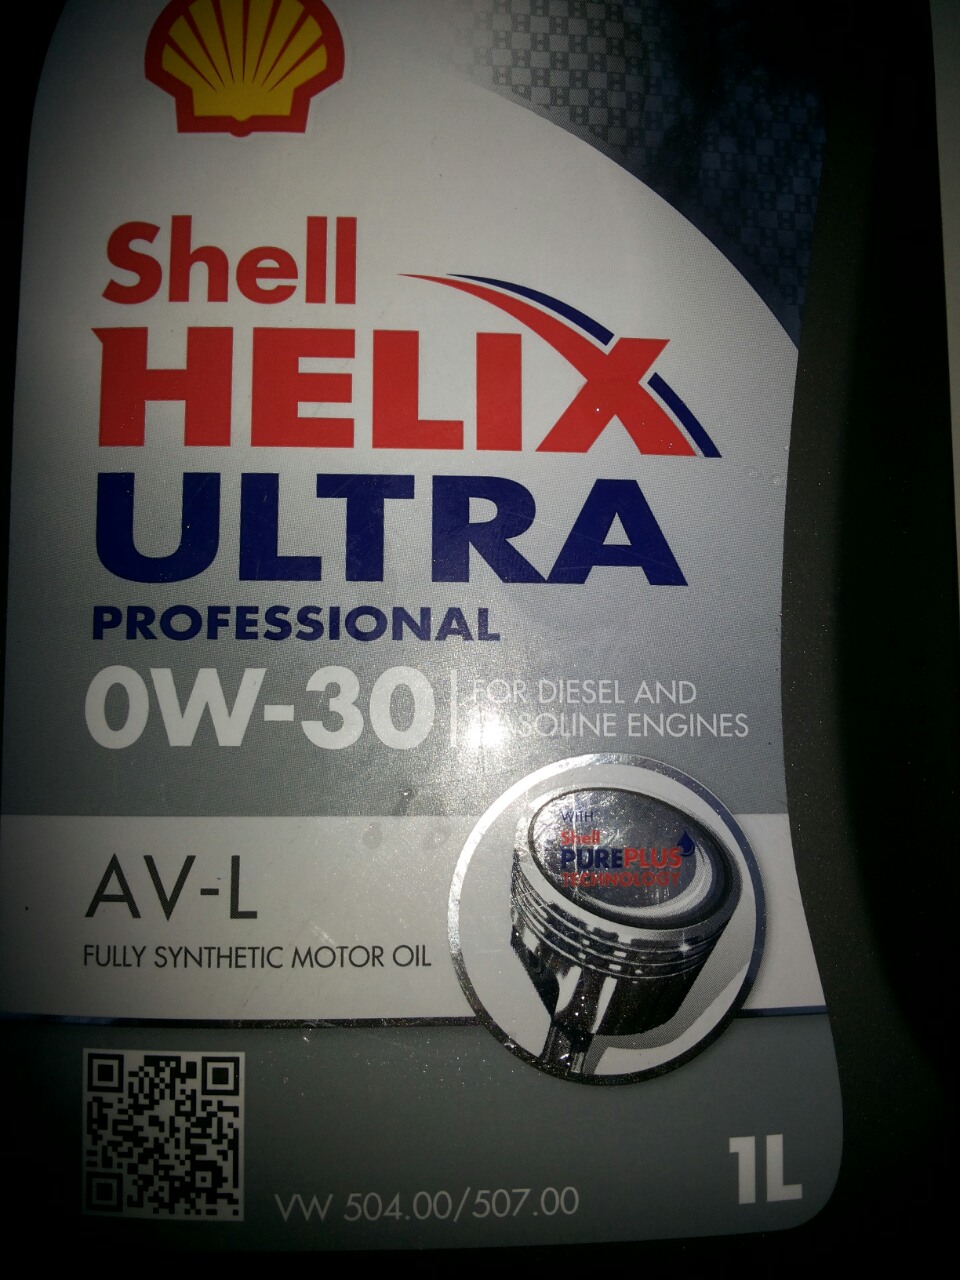 Shell
HELIX
ULTRA
PROFESSIONAL
0W-30
FOR DIESEL AND
GASOLINE ENGINES
WITH
Shell
PUREPLUS
TECHNOLOGY
AV-L
FULLY SYNTHETIC MOTOR OIL
VW 504.00/507.00
1L